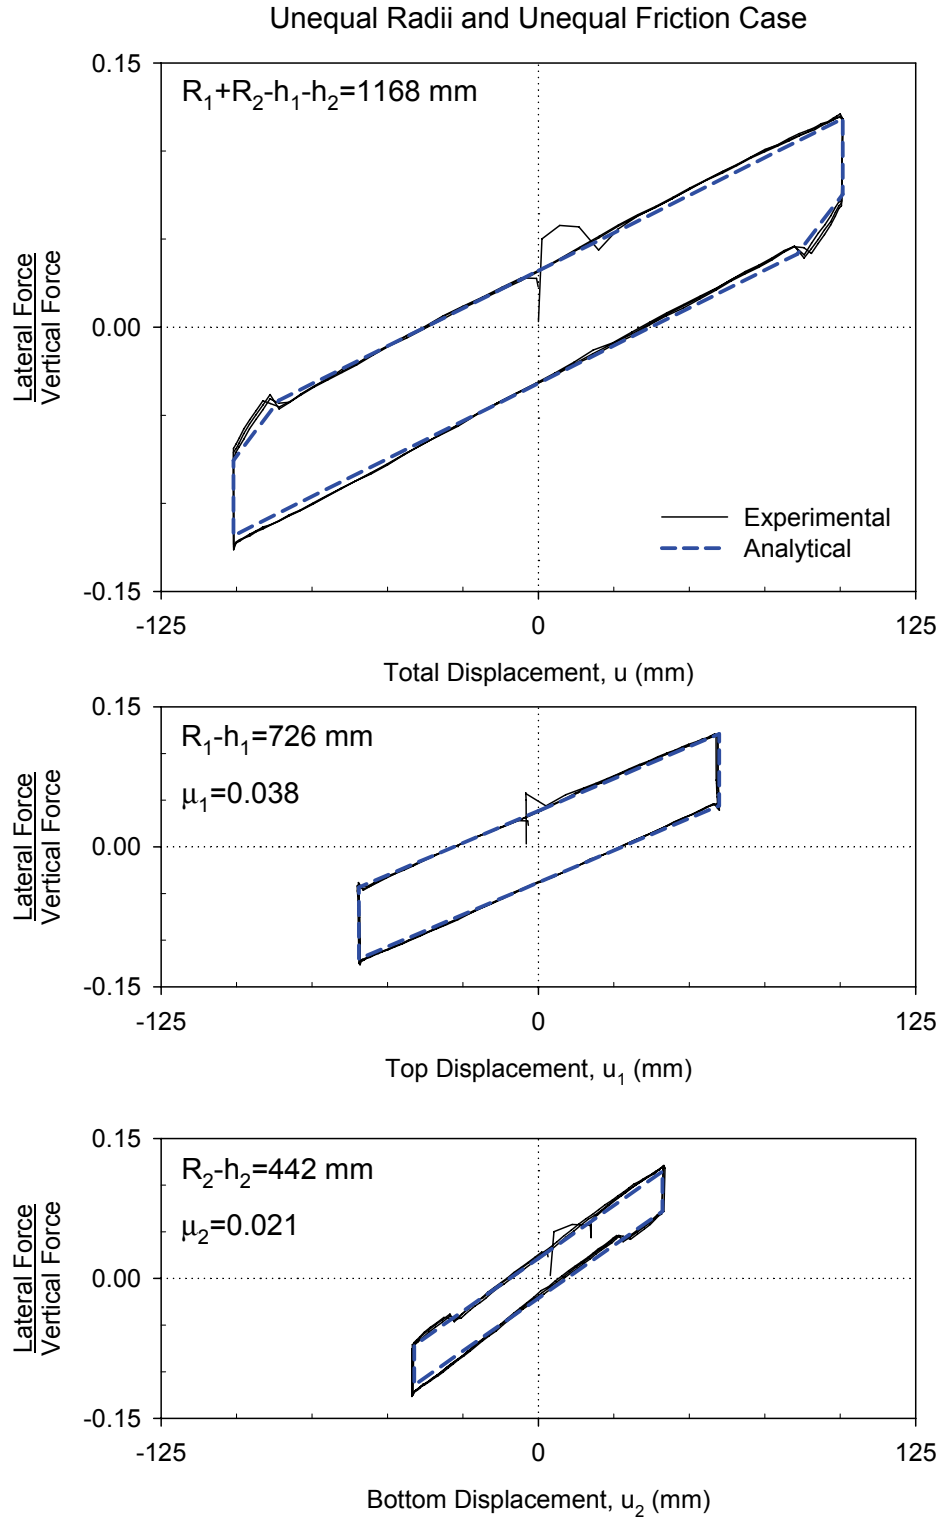 Unequal Radii and Unequal Friction Case
0.15
R₁+R₂-h₁-h₂=1168 mm
Lateral Force
Vertical Force
0.00
Experimental
Analytical
-0.15
-125
0
125
Total Displacement, u (mm)
0.15
R₁-h₁=726 mm
μ₁=0.038
Lateral Force
Vertical Force
0.00
-0.15
-125
0
125
Top Displacement, u₁ (mm)
0.15
R₂-h₂=442 mm
μ₂=0.021
Lateral Force
Vertical Force
0.00
-0.15
-125
0
125
Bottom Displacement, u₂ (mm)